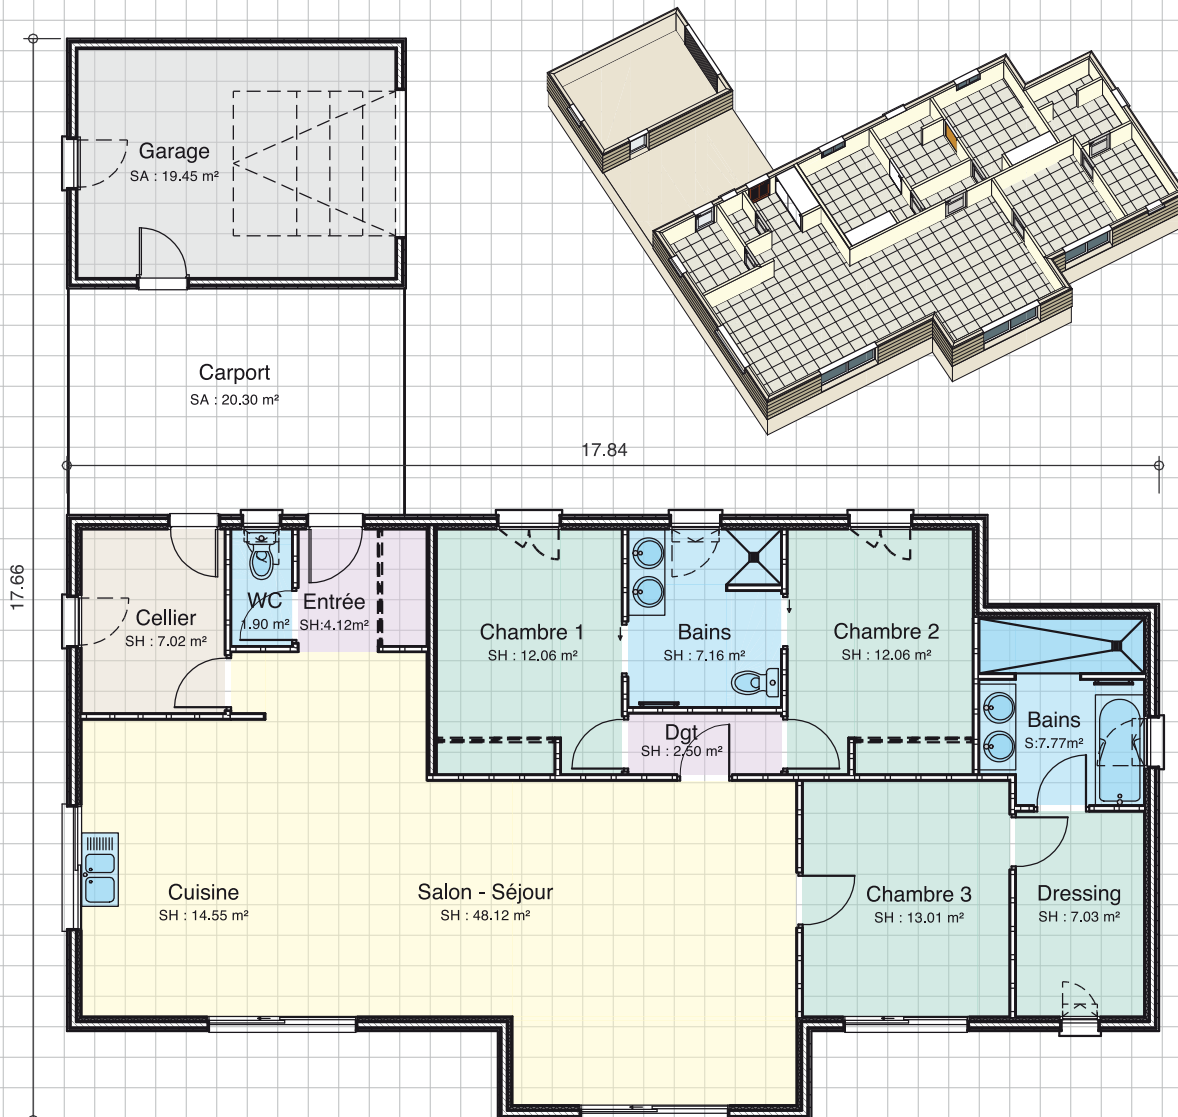 Garage
SA : 19.45 m²
Carport
SA : 20.30 m²
17.84
17.66
Cellier
SH : 7.02 m²
WC
1.90 m²
Entrée
SH:4.12m²
Chambre 1
SH : 12.06 m²
Bains
SH : 7.16 m²
Chambre 2
SH : 12.06 m²
Dgt
SH : 2.50 m²
Bains
S:7.77m²
Cuisine
SH : 14.55 m²
Salon - Séjour
SH : 48.12 m²
Chambre 3
SH : 13.01 m²
Dressing
SH : 7.03 m²